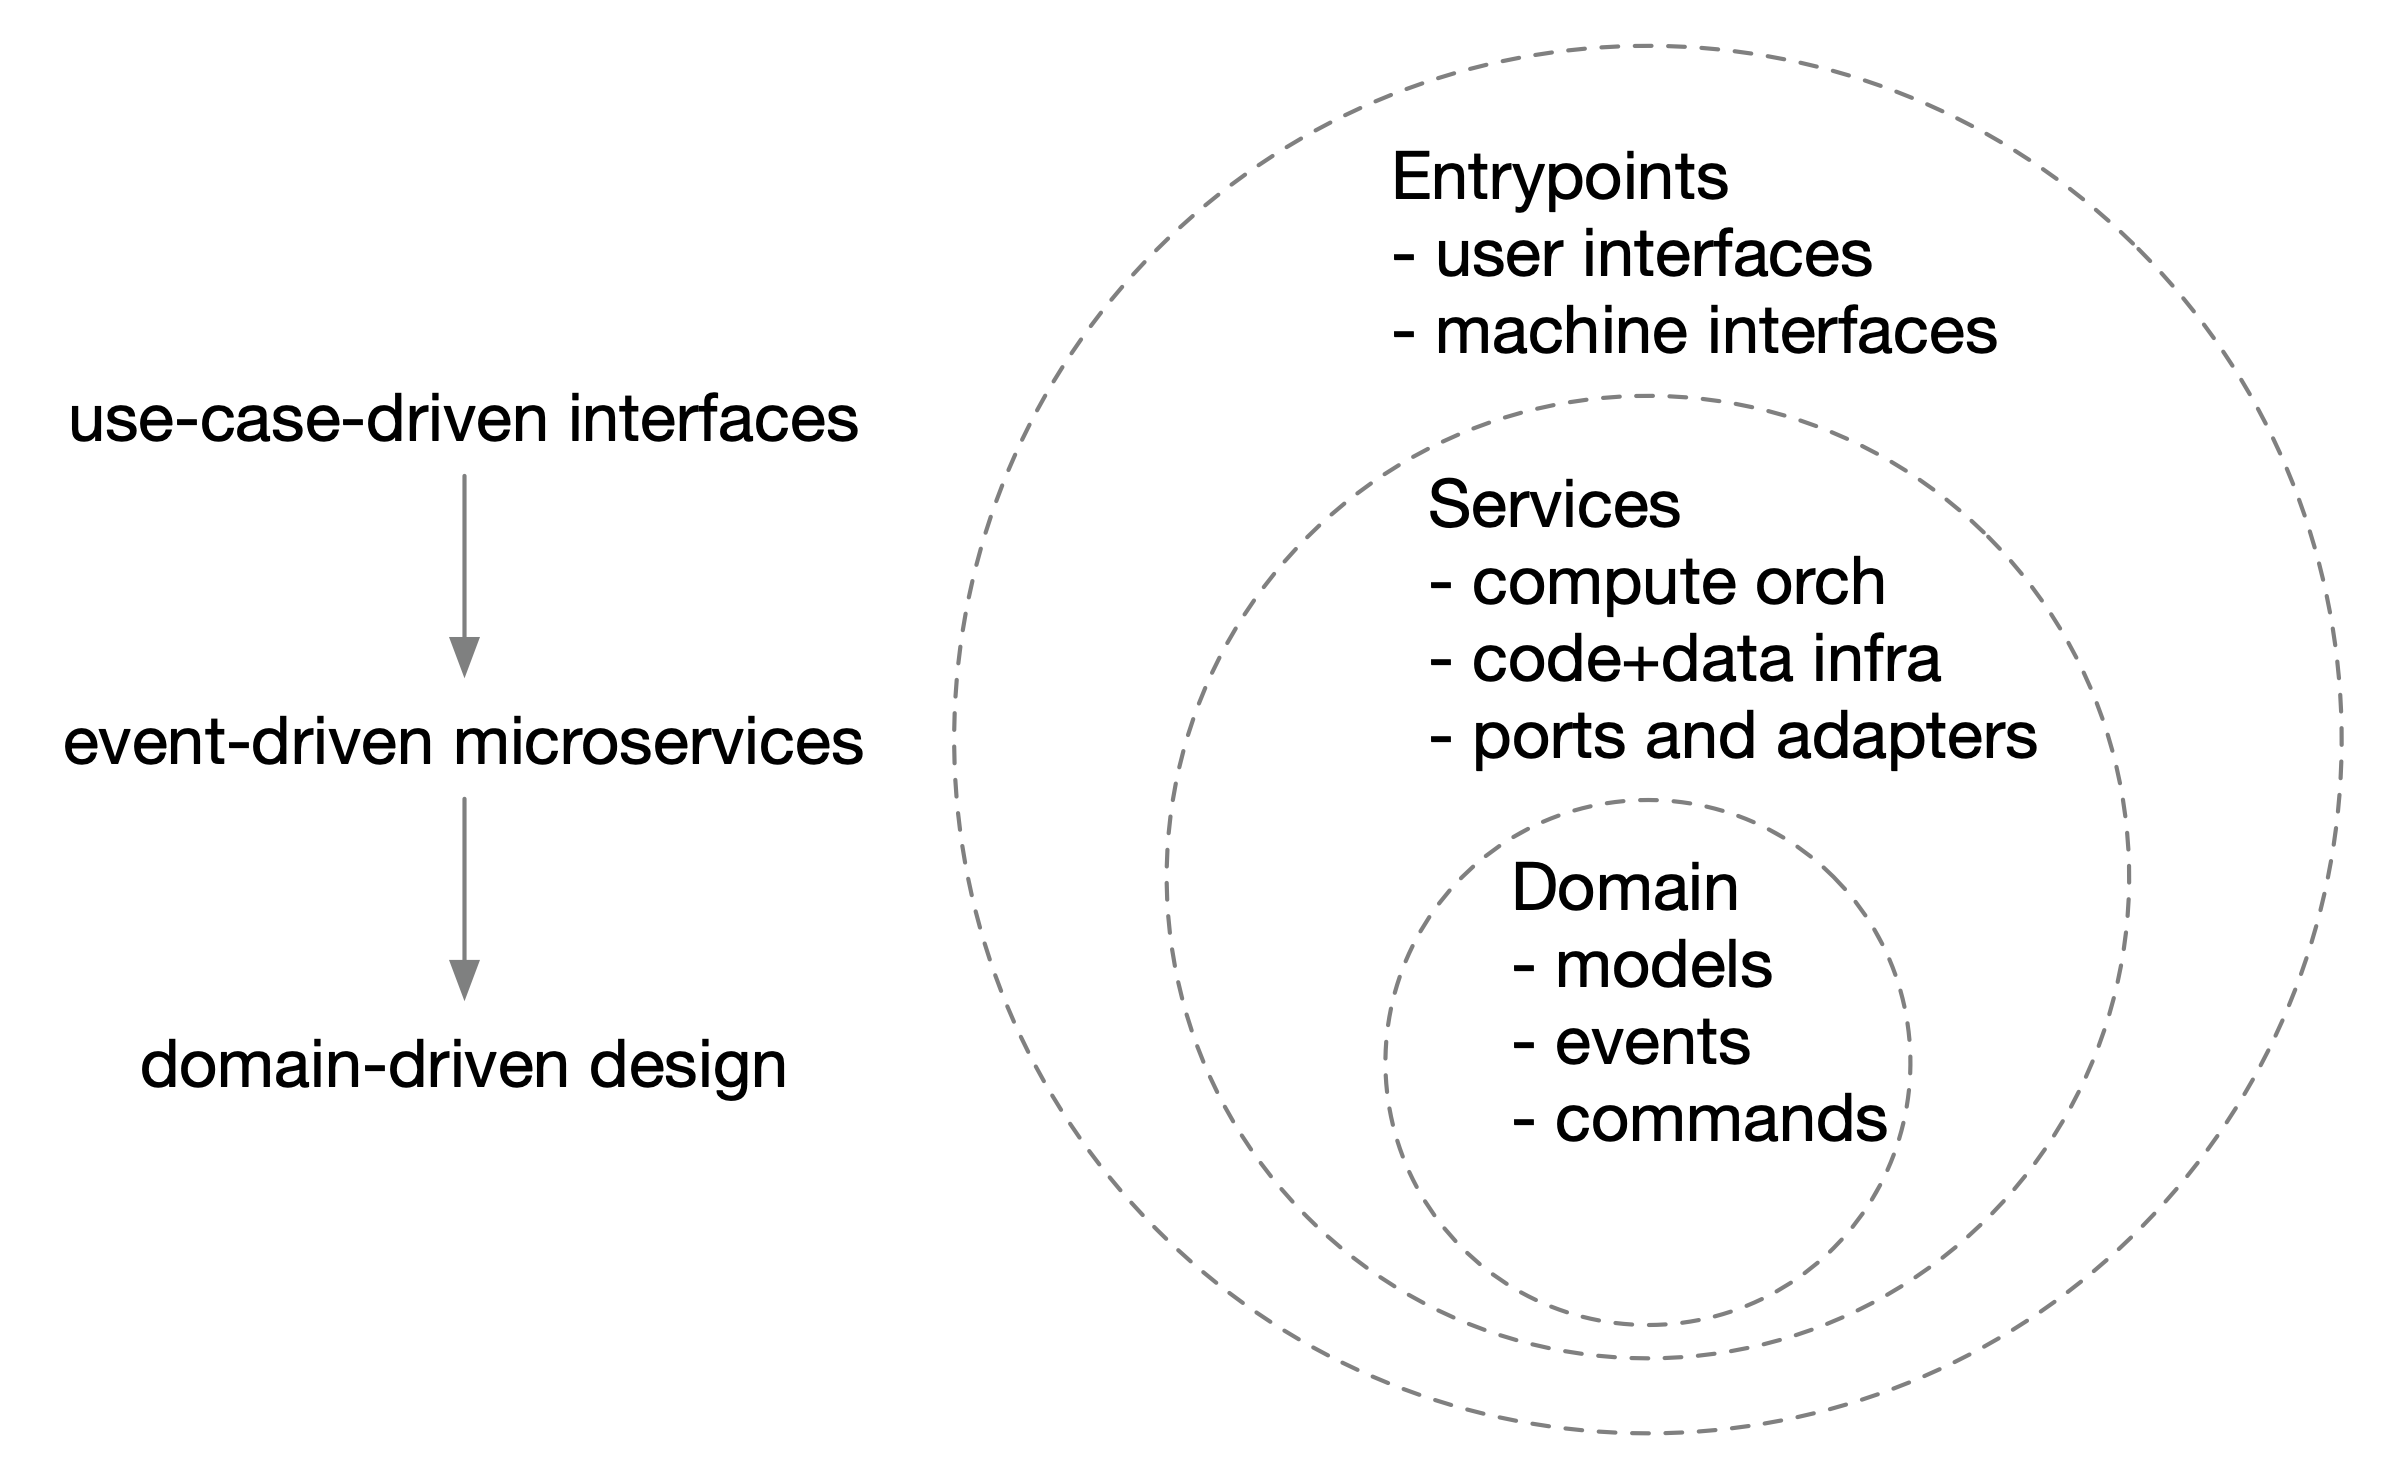 use-case-driven interfaces
event-driven microservices
domain-driven design
Entrypoints
- user interfaces
- machine interfaces
Services
- compute orch
- code+data infra
- ports and adapters
Domain
- models
- events
- commands